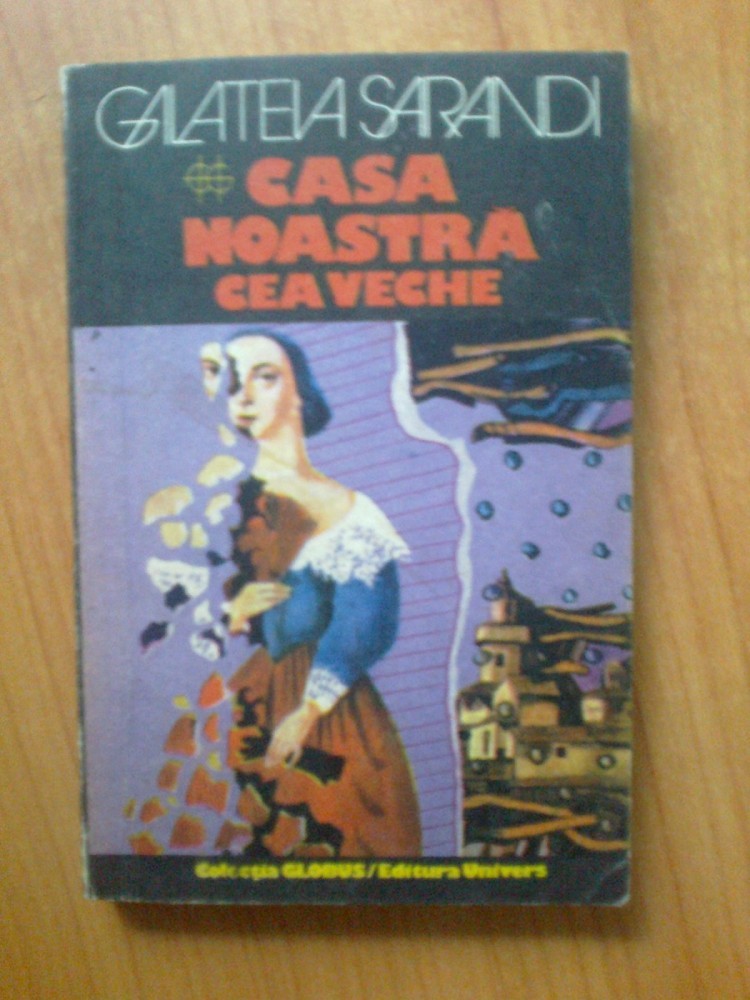 GALATEIA SARANDI
CASA
NOASTRĂ
CEA VECHE
Colecția GLOBUS/Editura Univers